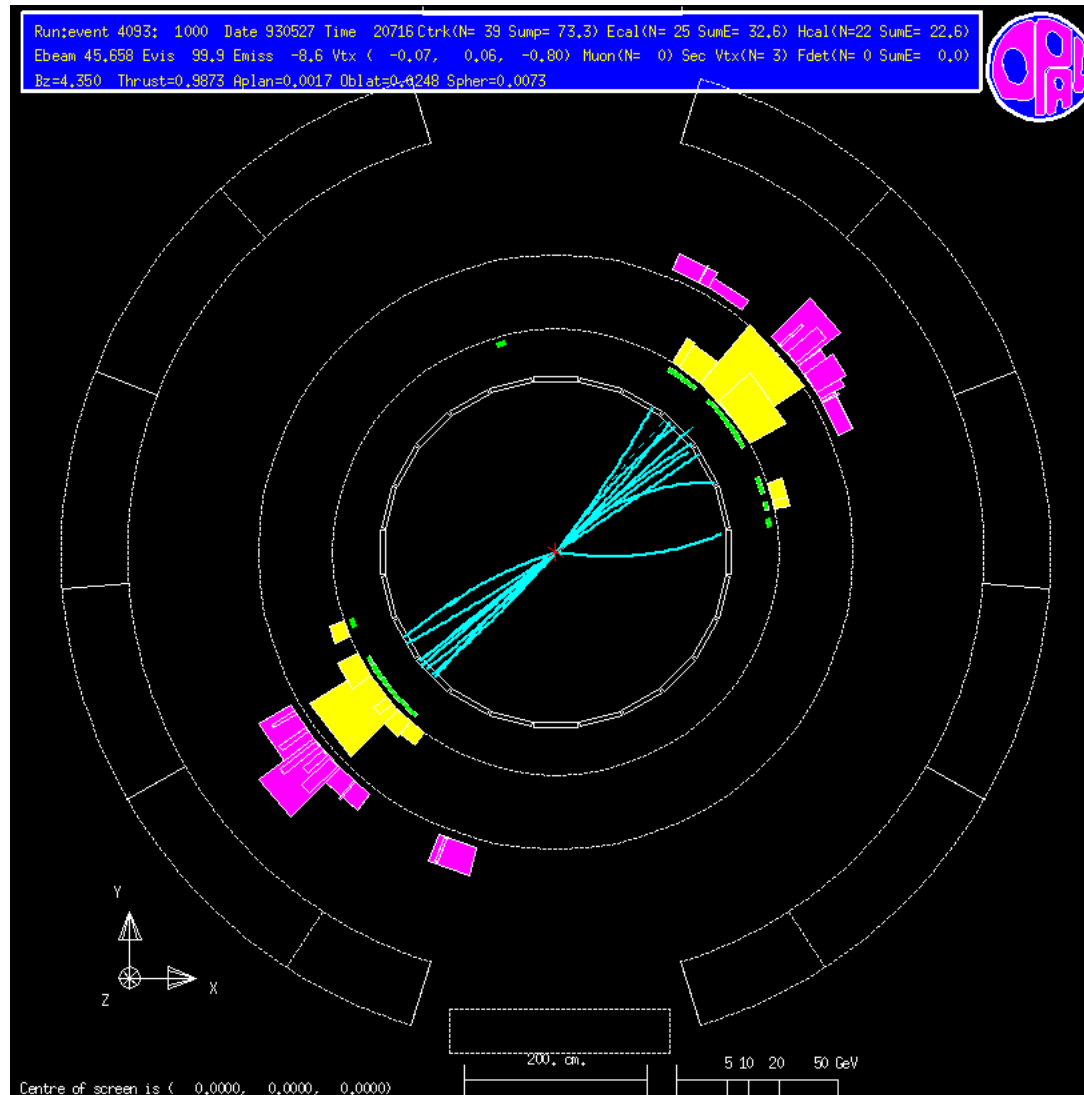 Run:event 4093: 1000 Date 930527 Time 20716 Ctrk(N= 39 Sump= 73.3) Ecal(N= 25 SumE= 32.6) Hcal(N=22 SumE= 22.6)
Ebeam 45.658 Evis 99.9 Emiss -8.6 Vtx ( -0.07, 0.06, -0.80) Muon(N= 0) Sec Vtx(N= 3) Fdet(N= 0 SumE= 0.0)
Bz=4.350 Thrust=0.9873 Aplan=0.0017 Oblat=0.0248 Spher=0.0073
OPAL
Y
Z X
200. cm.
5 10 20 50 GeV
Centre of screen is ( 0.0000, 0.0000, 0.0000)